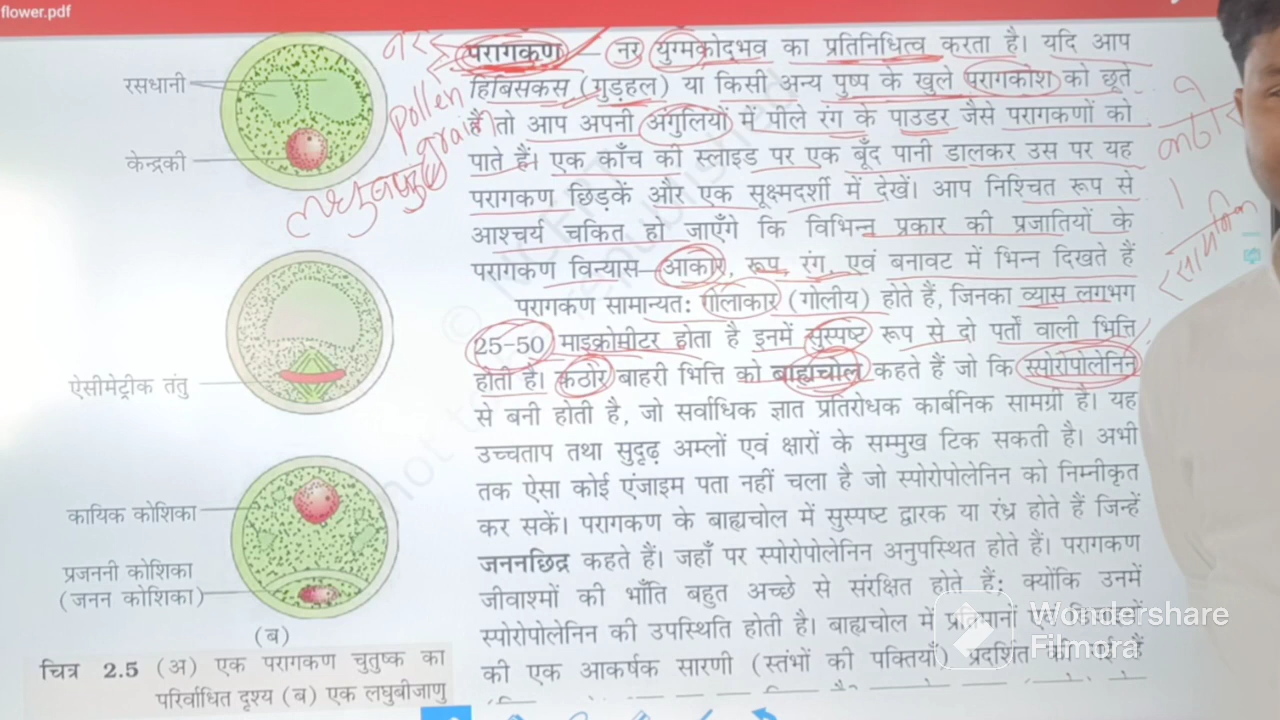 flower.pdf
रसधानी
केन्द्रकी
ऐसीमेट्रीक तंतु
कायिक कोशिका
प्रजननी कोशिका
(जनन कोशिका)
(ब)
चित्र 2.5 (अ) एक परागकण चुतुष्क का
परिर्वाधित दृश्य (ब) एक लघुबीजाणु
नर
pollen
grain
परागकण — नर युग्मकोद्‌भव का प्रतिनिधित्व करता है। यदि आप
हिबिसकस (गुड़हल) या किसी अन्य पुष्प के खुले परागकोश को छूते
हैं तो आप अपनी अंगुलियों में पीले रंग के पाउडर जैसे परागकणों को
पाते हैं। एक काँच की स्लाइड पर एक बूँद पानी डालकर उस पर यह
परागकण छिड़कें और एक सूक्ष्मदर्शी में देखें। आप निश्चित रूप से
आश्चर्य चकित हो जाएँगे कि विभिन्न प्रकार की प्रजातियों के
परागकण विन्यास—आकार, रूप, रंग, एवं बनावट में भिन्न दिखते हैं
परागकण सामान्यत: गोलाकार (गोलीय) होते हैं, जिनका व्यास लगभग
25-50 माइक्रोमीटर होता है इनमें सुस्पष्ट रूप से दो पर्तों वाली भित्ति
होती है। कठोर बाहरी भित्ति को बाह्यचोल कहते हैं जो कि स्पोरोपोलेनिन
से बनी होती है, जो सर्वाधिक ज्ञात प्रतिरोधक कार्बनिक सामग्री है। यह
उच्चताप तथा सुदृढ़ अम्लों एवं क्षारों के सम्मुख टिक सकती है। अभी
तक ऐसा कोई एंजाइम पता नहीं चला है जो स्पोरोपोलेनिन को निम्नीकृत
कर सकें। परागकण के बाह्यचोल में सुस्पष्ट द्वारक या रंध्र होते हैं जिन्हें
जननछिद्र कहते हैं। जहाँ पर स्पोरोपोलेनिन अनुपस्थित होते हैं। परागकण
जीवाश्मों की भाँति बहुत अच्छे से संरक्षित होते हैं; क्योंकि उनमें
स्पोरोपोलेनिन की उपस्थिति होती है। बाह्यचोल में प्रतिमानों एवं
की एक आकर्षक सारणी (स्तंभों की पक्तियाँ) प्रदर्शित की गई हैं
Wondershare
Filmora